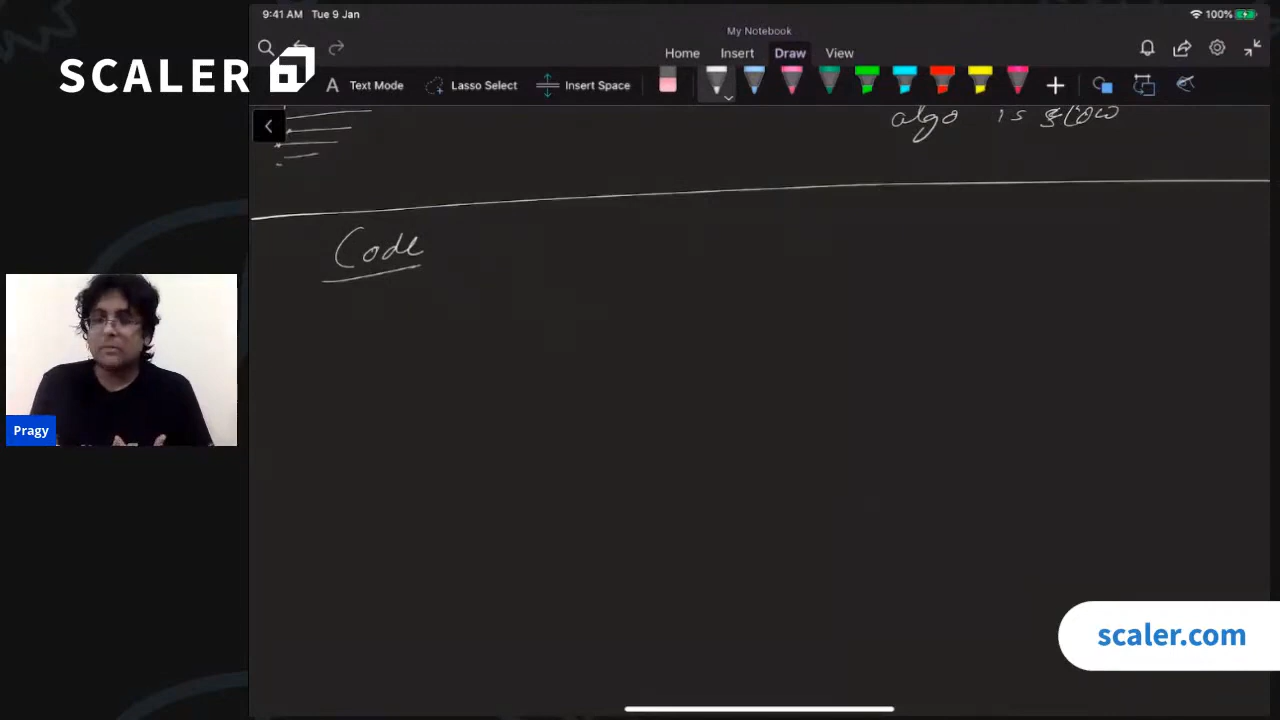 9:41 AM Tue 9 Jan
100%
My Notebook
SCALER
Home Insert Draw View
A Text Mode Lasso Select Insert Space
algo is slow
Code
Pragy
scaler.com